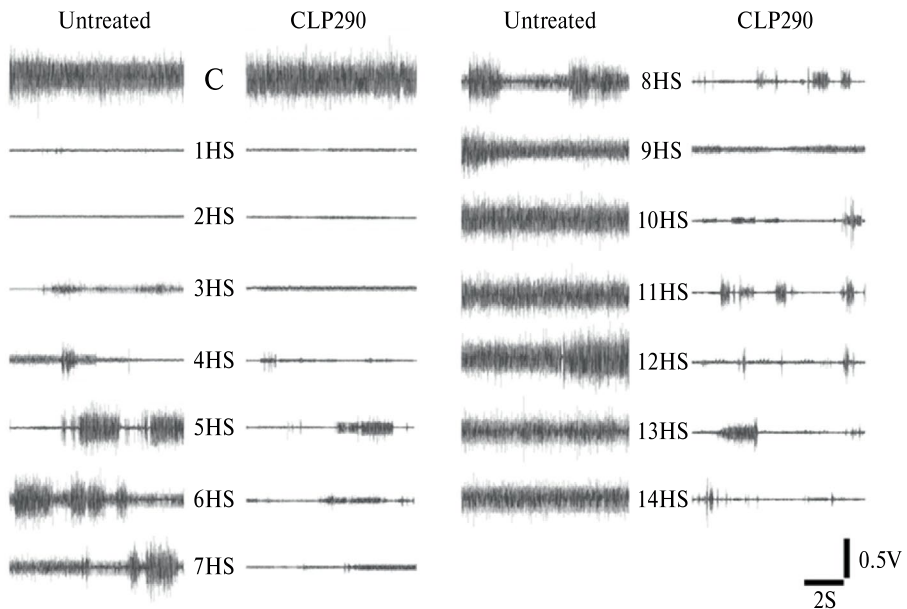 Untreated CLP290 Untreated CLP290
C 8HS
1HS 9HS
2HS 10HS
3HS 11HS
4HS 12HS
5HS 13HS
6HS 14HS
7HS
0.5V
2S